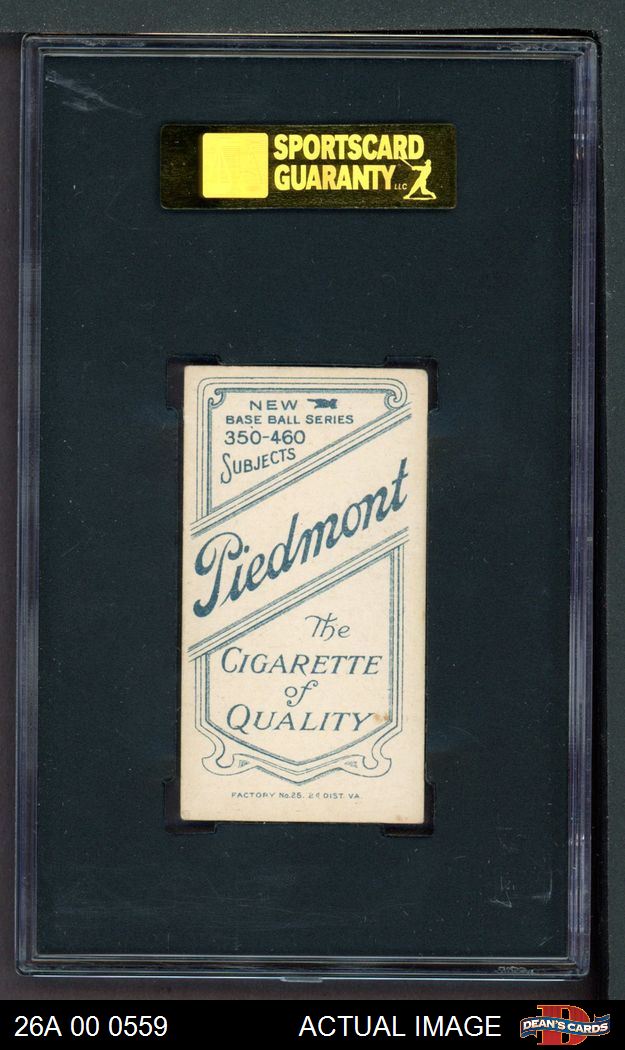 SPORTSCARD
GUARANTY LLC
NEW
BASE BALL SERIES
350-460
SUBJECTS
Piedmont
The
CIGARETTE
of
QUALITY
FACTORY No. 25. 2d DIST. VA.
26A 00 0559
ACTUAL IMAGE
DEAN'S CARDS